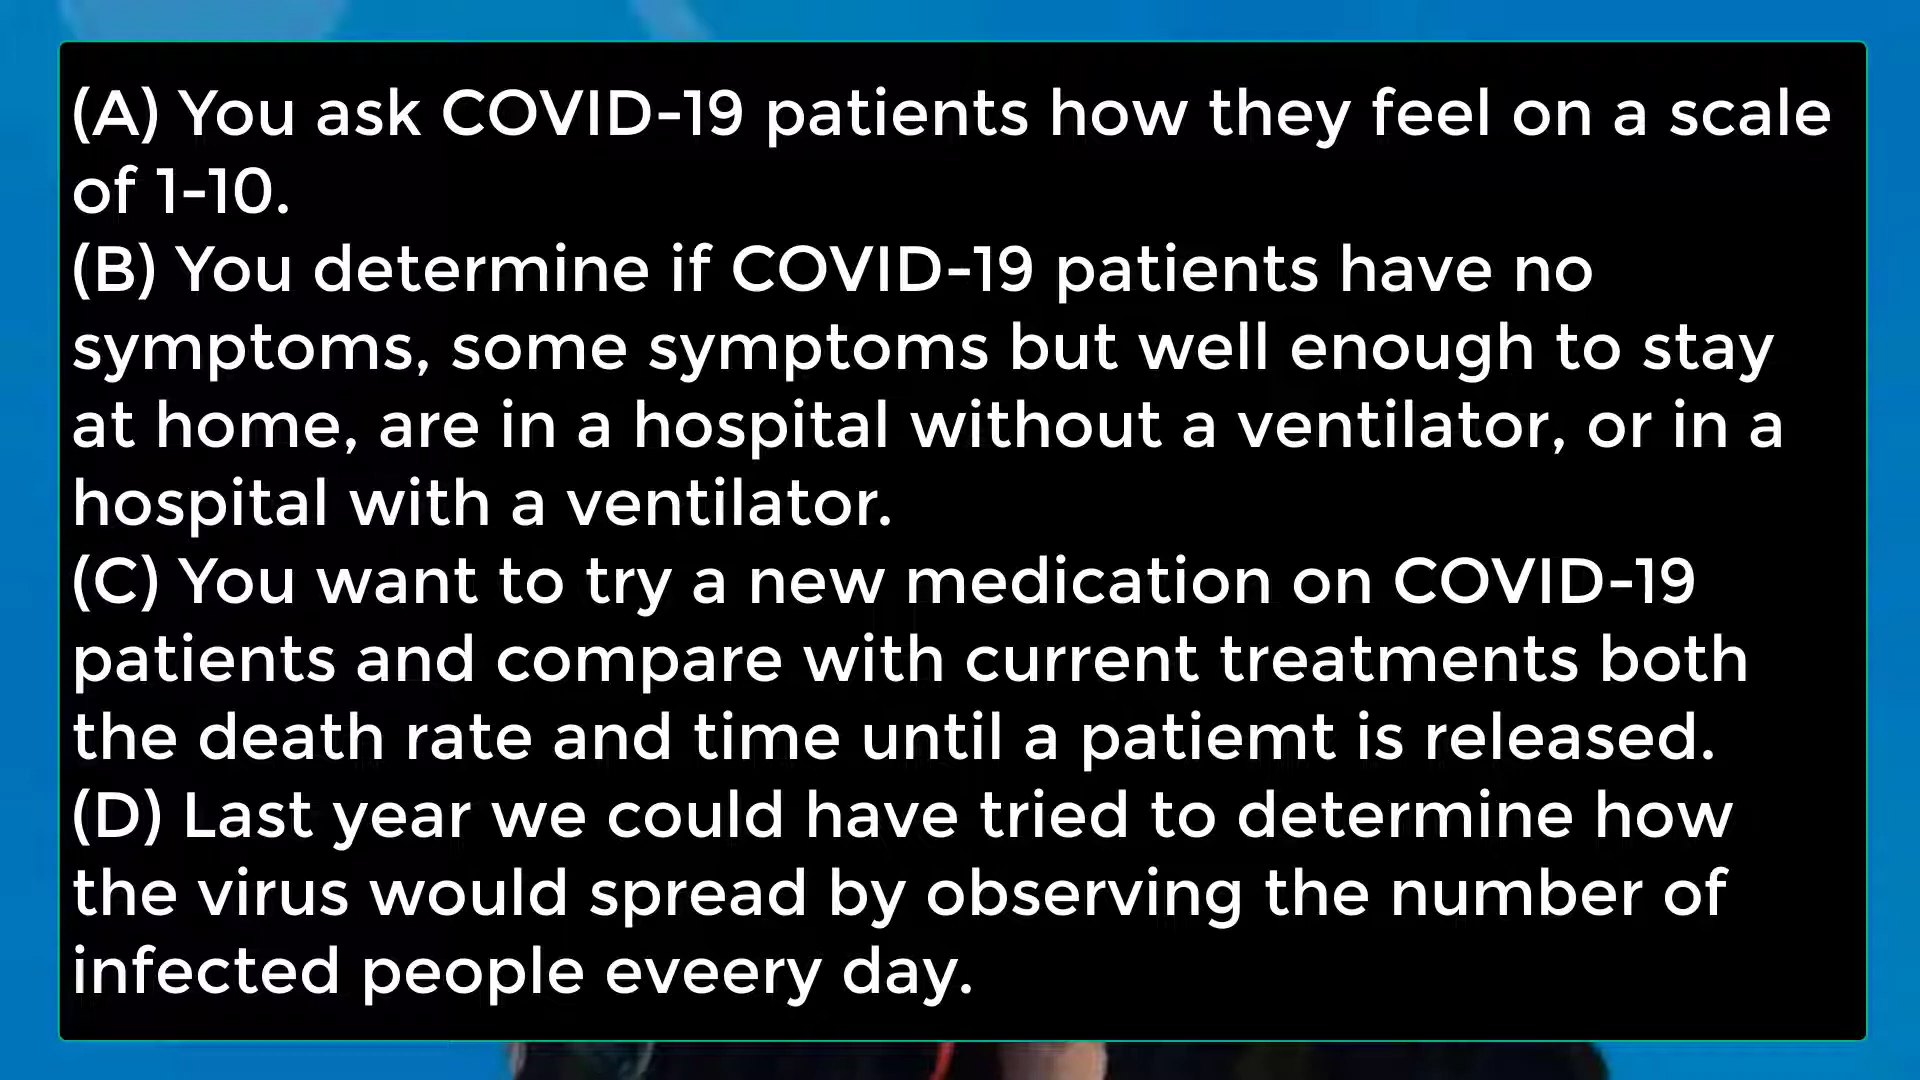 (A) You ask COVID-19 patients how they feel on a scale
of 1-10.
(B) You determine if COVID-19 patients have no
symptoms, some symptoms but well enough to stay
at home, are in a hospital without a ventilator, or in a
hospital with a ventilator.
(C) You want to try a new medication on COVID-19
patients and compare with current treatments both
the death rate and time until a patiemt is released.
(D) Last year we could have tried to determine how
the virus would spread by observing the number of
infected people eveery day.